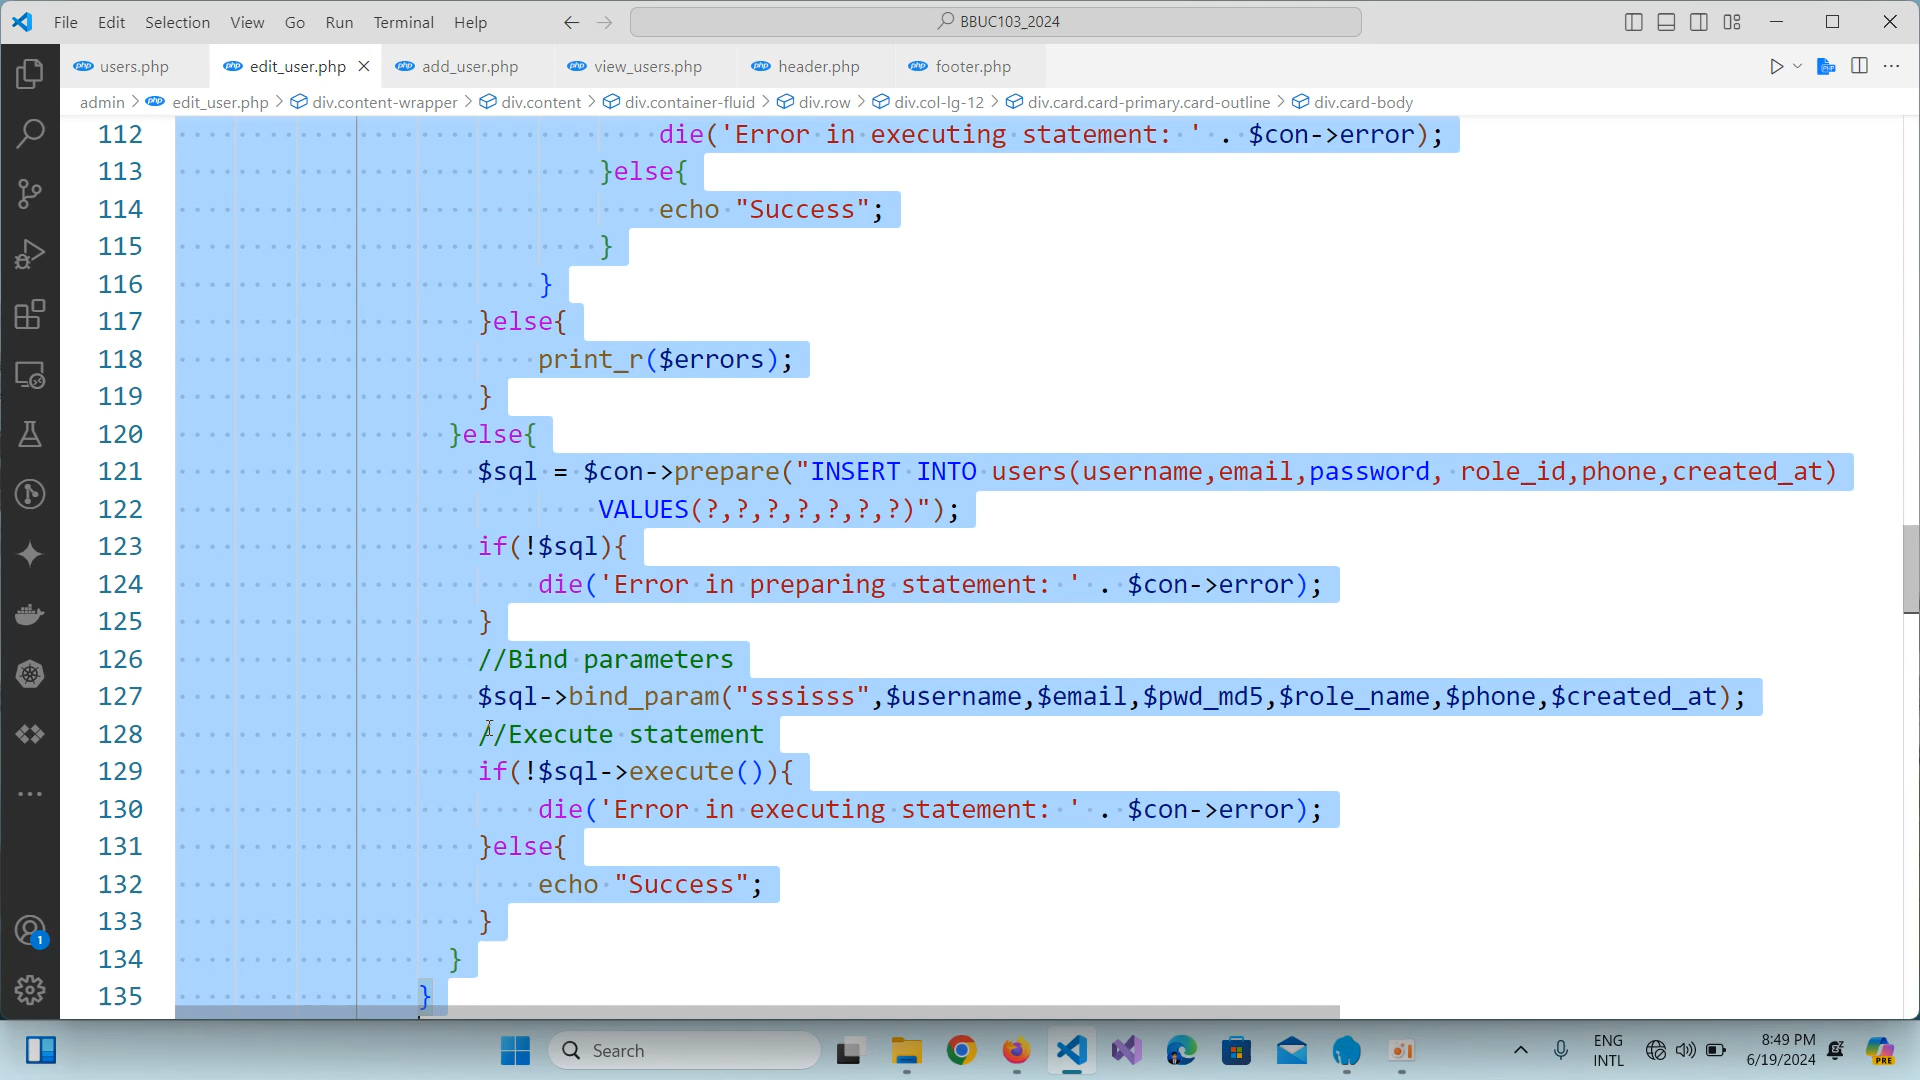 File Edit Selection View Go Run Terminal Help BBUC103_2024
users.php edit_user.php add_user.php view_users.php header.php footer.php
admin > edit_user.php > div.content-wrapper > div.content > div.container-fluid > div.row > div.col-lg-12 > div.card.card-primary.card-outline > div.card-body
112 die('Error in executing statement: ' . $con->error);
113 }else{
114 echo "Success";
115 }
116 }
117 }else{
118 print_r($errors);
119 }
120 }else{
121 $sql = $con->prepare("INSERT INTO users(username,email,password, role_id,phone,created_at)
122 VALUES(?,?,?,?,?,?,?)");
123 if(!$sql){
124 die('Error in preparing statement: ' . $con->error);
125 }
126 //Bind parameters
127 $sql->bind_param("sssisss",$username,$email,$pwd_md5,$role_name,$phone,$created_at);
128 //Execute statement
129 if(!$sql->execute()){
130 die('Error in executing statement: ' . $con->error);
131 }else{
132 echo "Success";
133 }
134 }
135 }
1
Search
ENG
INTL
8:49 PM
6/19/2024
PRE